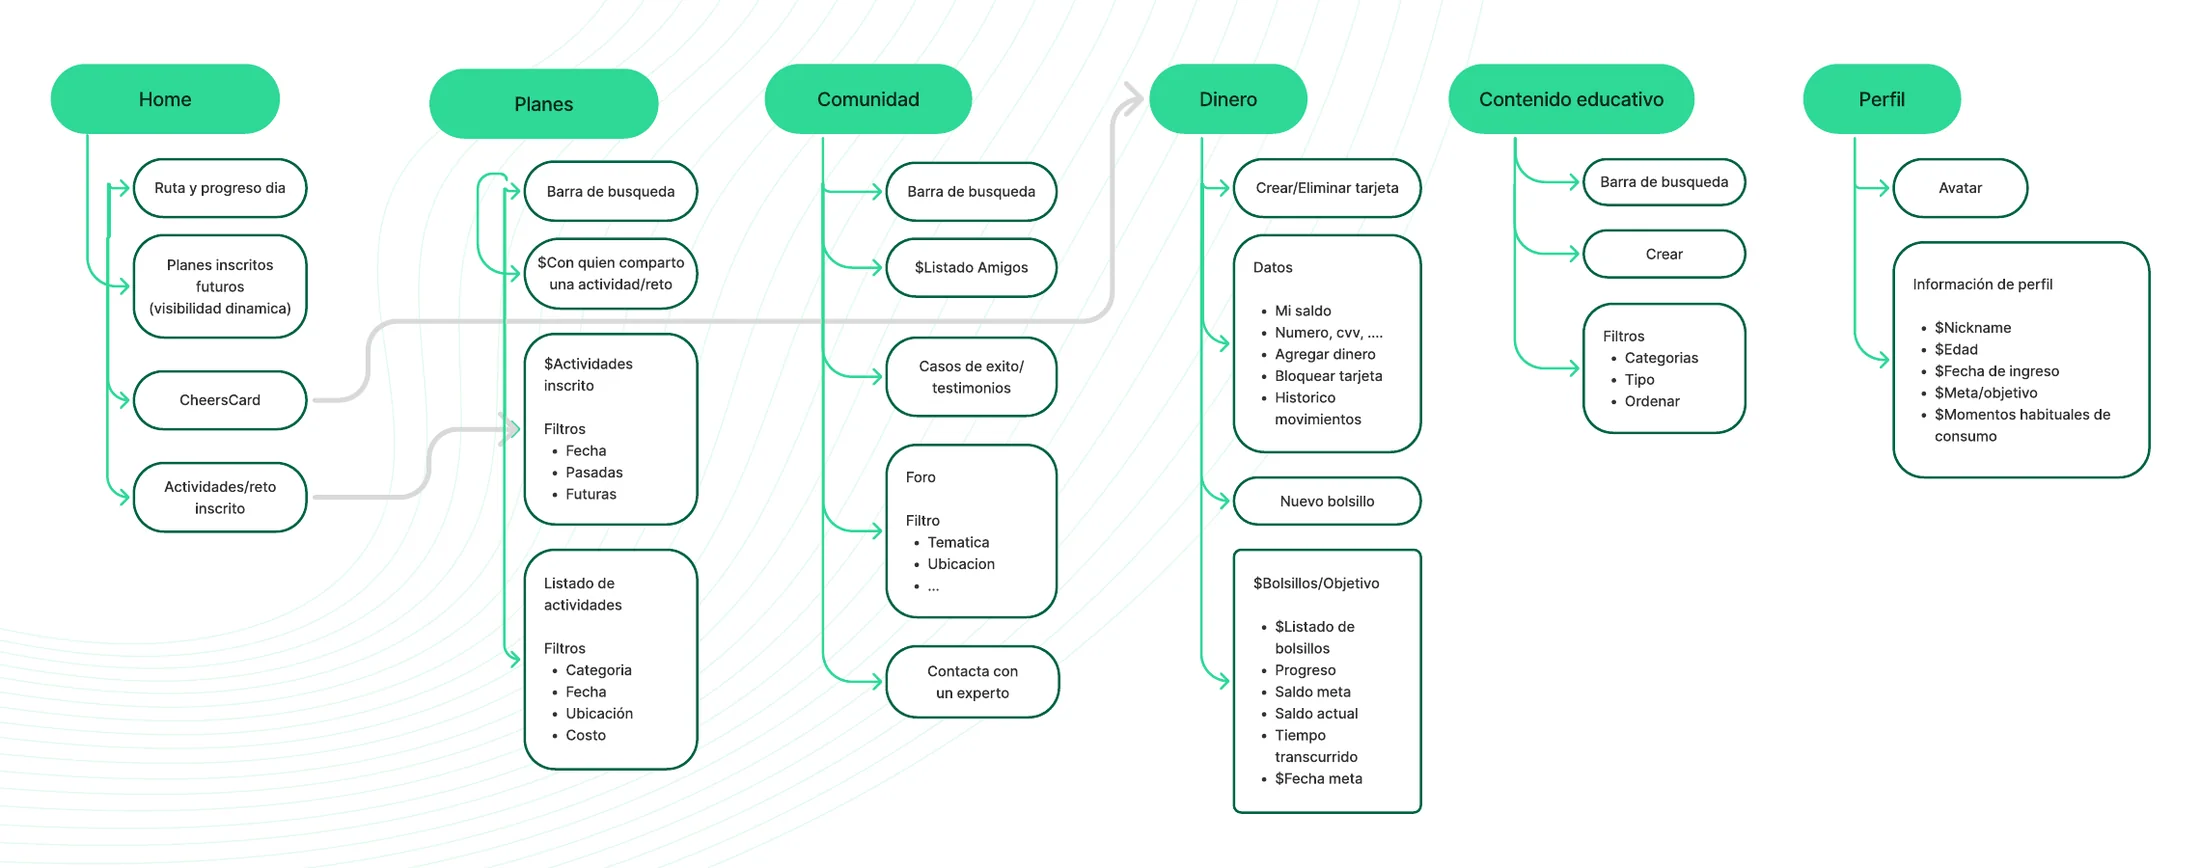 Home
Ruta y progreso dia
Planes inscritos
futuros
(visibilidad dinamica)
CheersCard
Actividades/reto
inscrito
Planes
Barra de busqueda
$Con quien comparto
una actividad/reto
$Actividades
inscrito
Filtros
• Fecha
• Pasadas
• Futuras
Listado de
actividades
Filtros
• Categoria
• Fecha
• Ubicación
• Costo
Comunidad
Barra de busqueda
$Listado Amigos
Casos de exito/
testimonios
Foro
Filtro
• Tematica
• Ubicacion
• ...
Contacta con
un experto
Dinero
Crear/Eliminar tarjeta
Datos
• Mi saldo
• Numero, cvv, ....
• Agregar dinero
• Bloquear tarjeta
• Historico
movimientos
Nuevo bolsillo
$Bolsillos/Objetivo
• $Listado de
bolsillos
• Progreso
• Saldo meta
• Saldo actual
• Tiempo
transcurrido
• $Fecha meta
Contenido educativo
Barra de busqueda
Crear
Filtros
• Categorias
• Tipo
• Ordenar
Perfil
Avatar
Información de perfil
• $Nickname
• $Edad
• $Fecha de ingreso
• $Meta/objetivo
• $Momentos habituales de
consumo